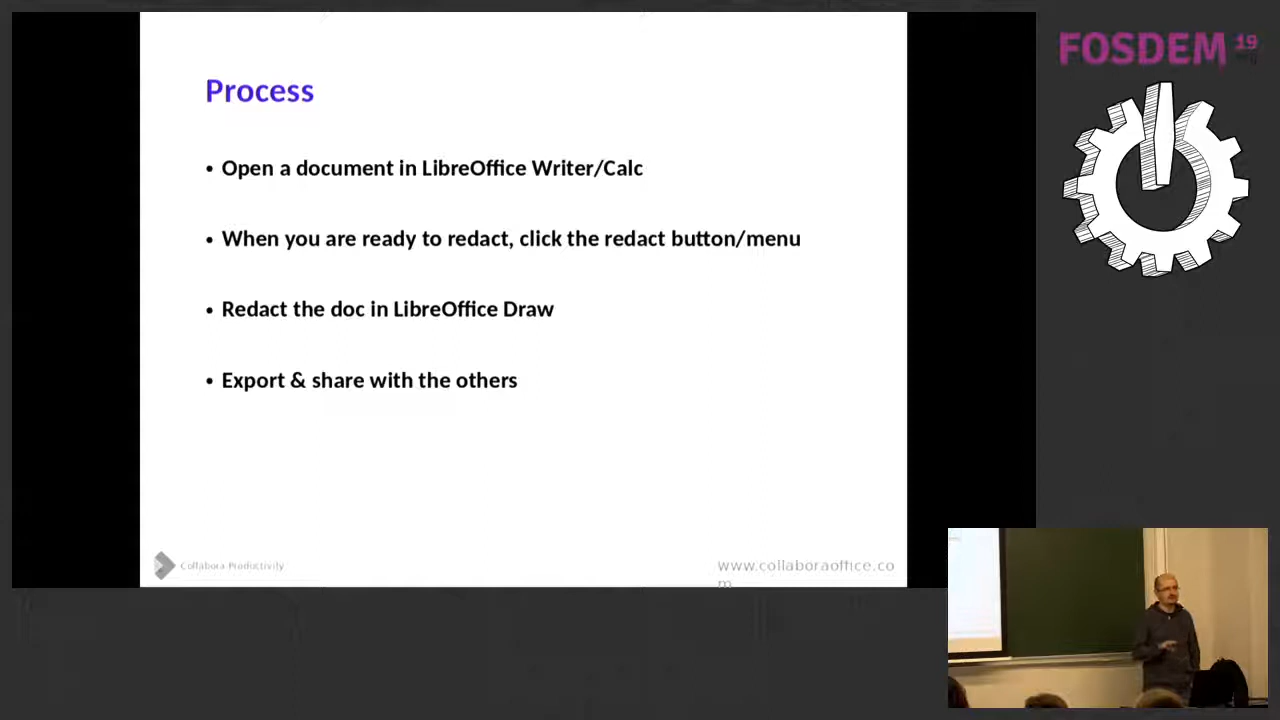 FOSDEM 19
.org
Process
• Open a document in LibreOffice Writer/Calc
• When you are ready to redact, click the redact button/menu
• Redact the doc in LibreOffice Draw
• Export & share with the others
Collabora Productivity
www.collaboraoffice.co
m